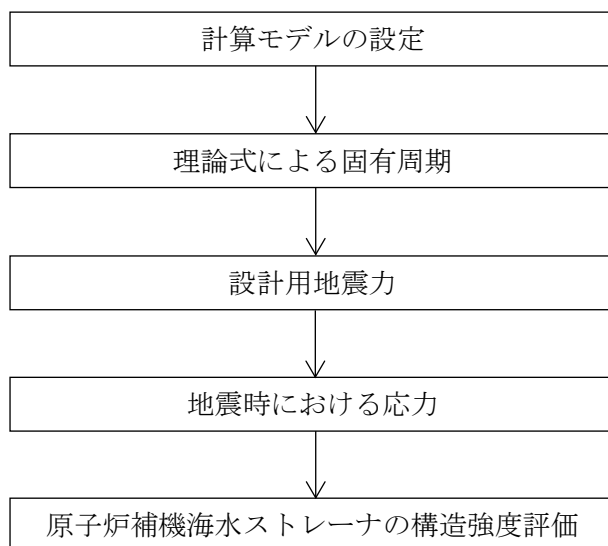 計算モデルの設定
理論式による固有周期
設計用地震力
地震時における応力
原子炉補機海水ストレーナの構造強度評価